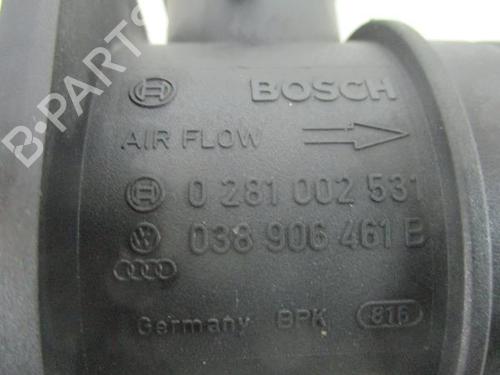 B-PARTS
BOSCH
AIR FLOW
0 281 002 531
038 906 461 B
Germany BPK 816